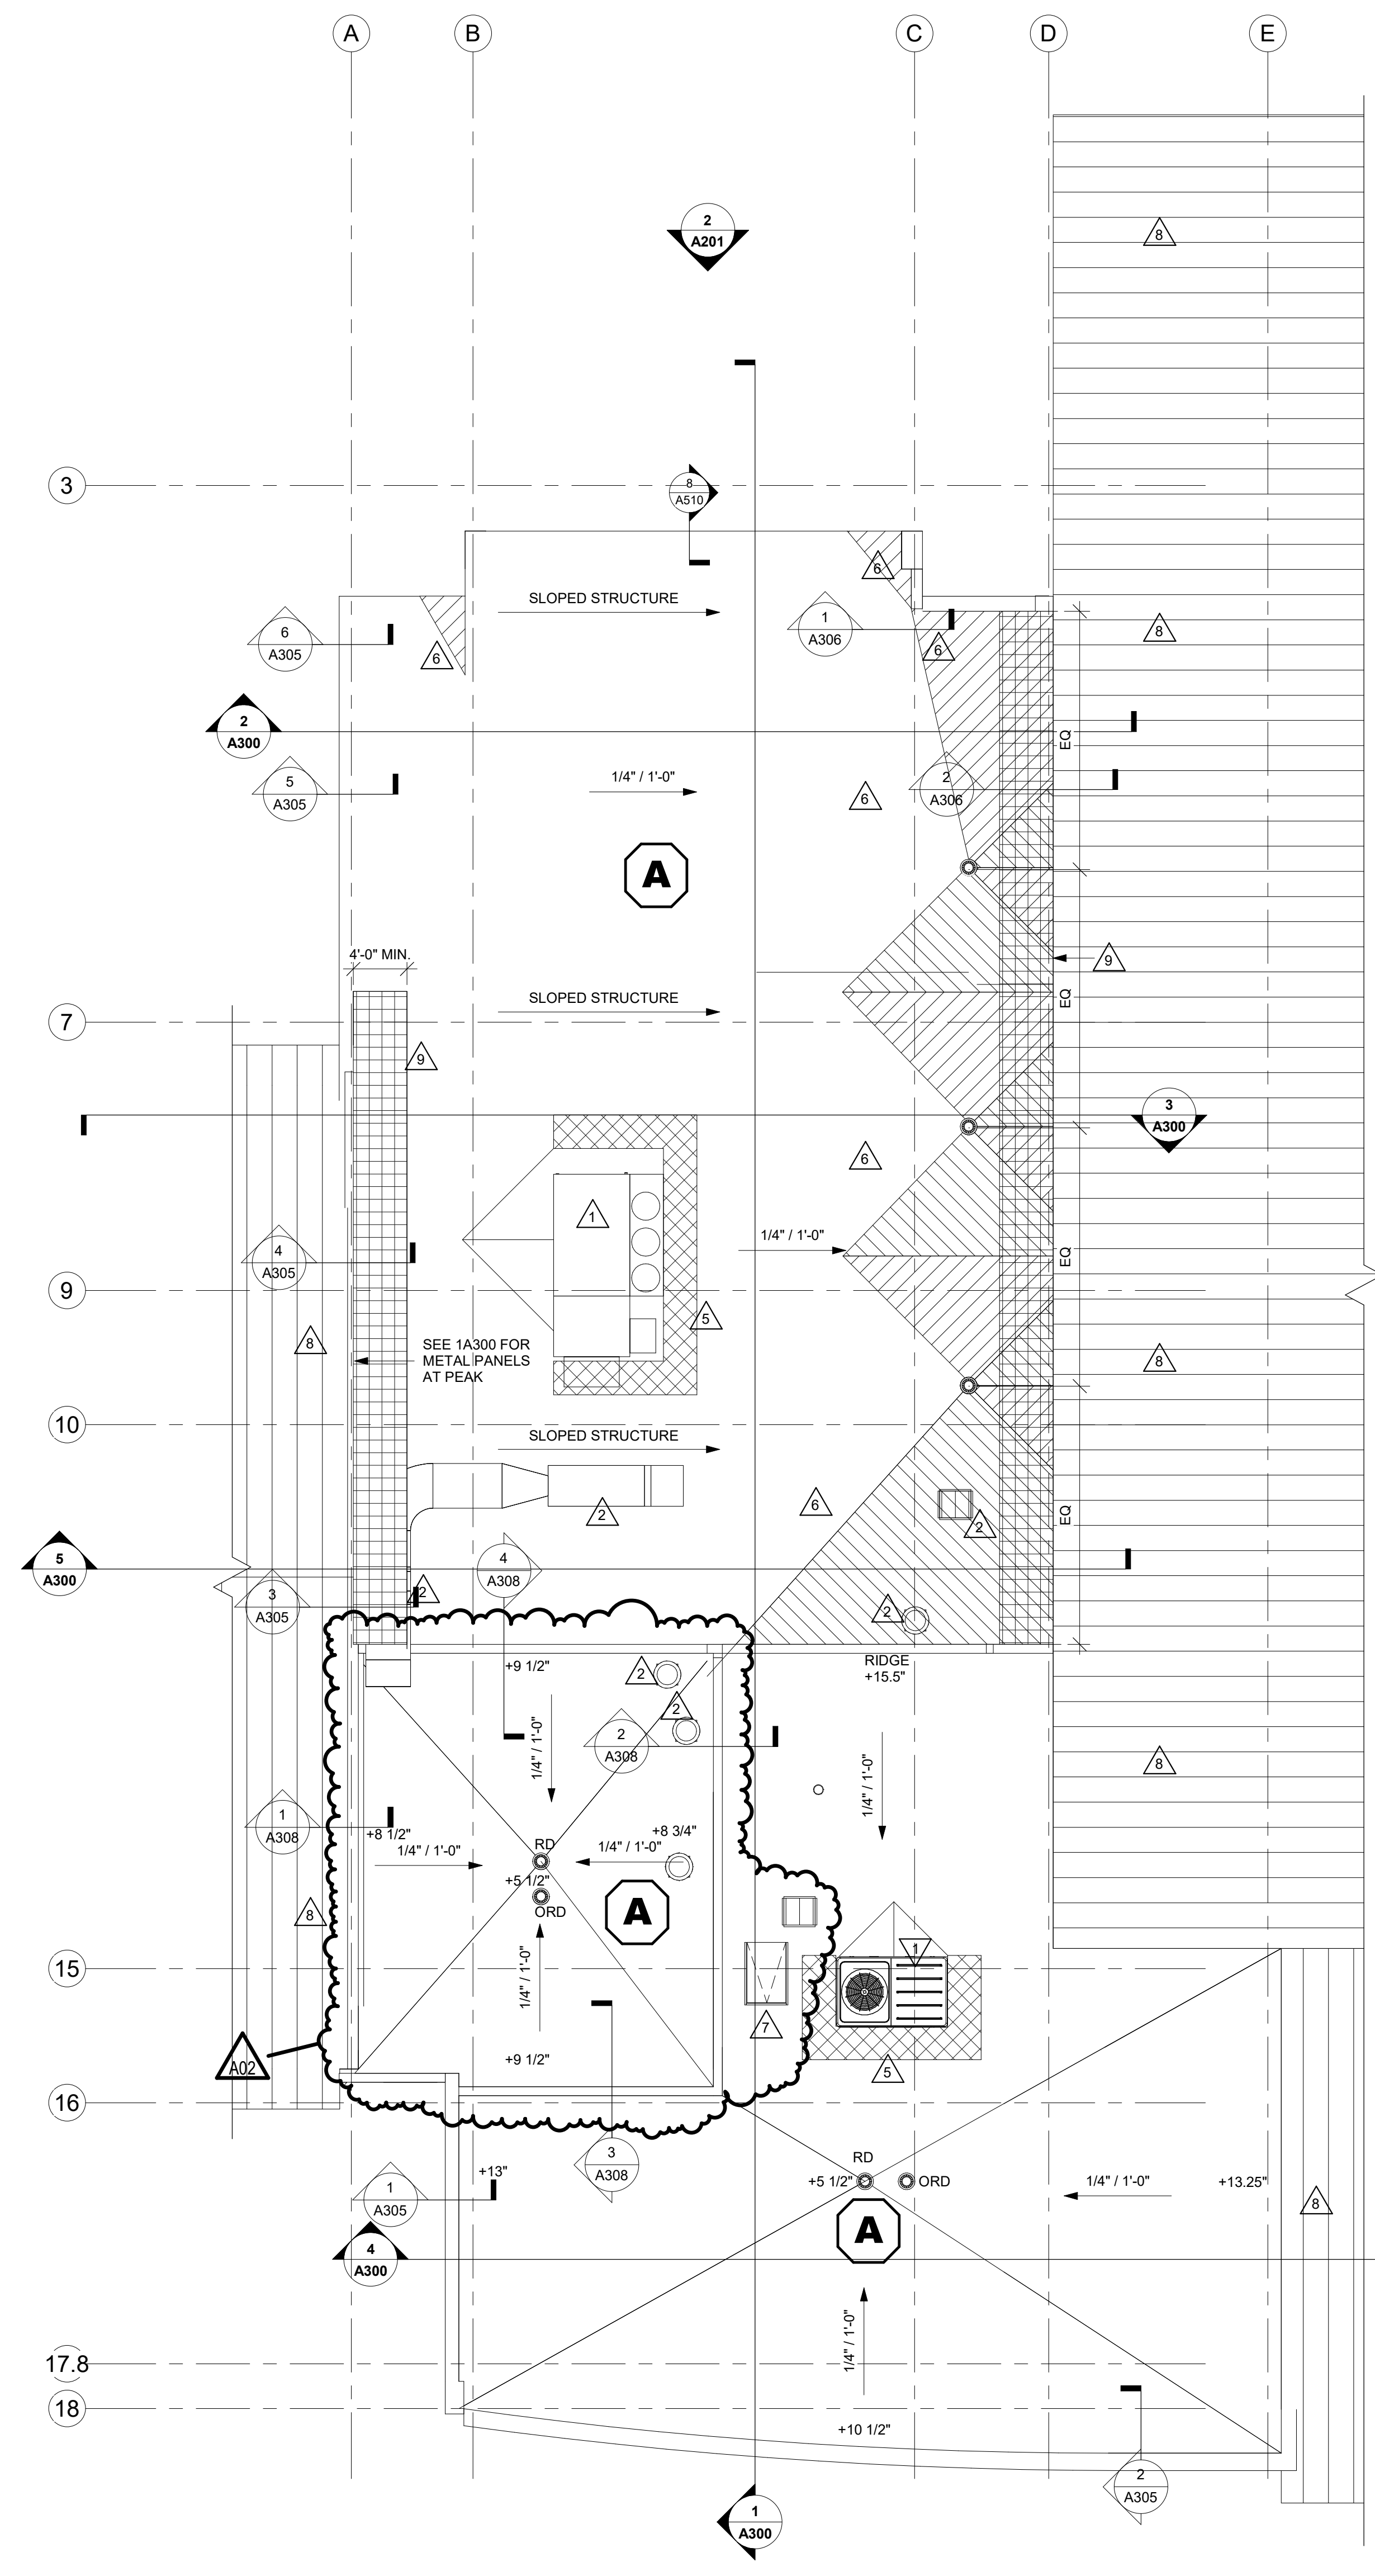 A
B
C
D
E
8
2
A201
3
8
A510
6
SLOPED STRUCTURE
1
A306
6
A305
6
6
8
2
A300
EQ
5
A305
1/4" / 1'-0"
6
2
A306
A
4'-0" MIN.
9
SLOPED STRUCTURE
EQ
7
9
3
A300
6
1
1/4" / 1'-0"
4
A305
EQ
9
5
8
SEE 1A300 FOR
METAL PANELS
AT PEAK
8
10
SLOPED STRUCTURE
2
6
2
EQ
5
A300
4
A308
3
A305
2
2
+9 1/2"
2
RIDGE
+15.5"
2
2
A308
1/4" / 1'-0"
1/4" / 1'-0"
8
1
A308
+8 1/2"
1/4" / 1'-0"
RD
+8 3/4"
1/4" / 1'-0"
+5 1/2"
ORD
A
8
1/4" / 1'-0"
1
15
7
A02
+9 1/2"
5
16
3
A308
+13"
RD
+5 1/2"
ORD
1/4" / 1'-0"
+13.25"
1
A305
8
A
4
A300
1/4" / 1'-0"
17.8
18
+10 1/2"
2
A305
1
A300